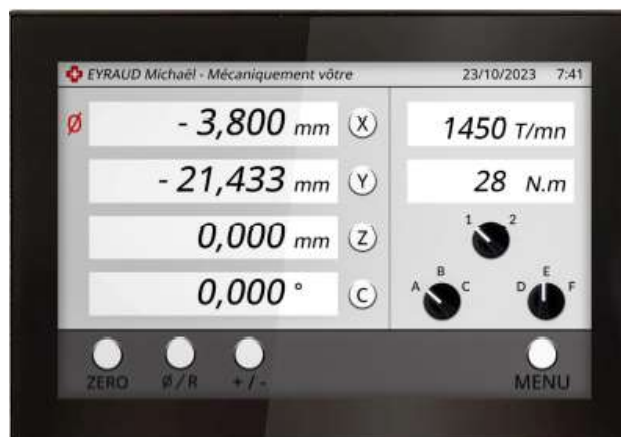 EYRAUD Michaël - Mécaniquement vôtre 23/10/2023 7:41
Ø - 3,800 mm X 1450 T/mn
- 21,433 mm Y 28 N.m
0,000 mm Z
1 2
0,000 ° C
A B C D E F
ZERO Ø/R +/- MENU